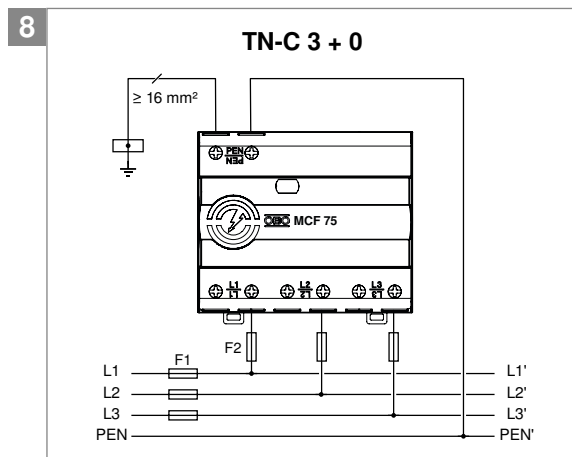 8
TN-C 3 + 0
≥ 16 mm²
PEN
PEN
OBO MCF 75
L1
L1
L2
L2
L3
L3
F2
F1
L1 L1'
L2 L2'
L3 L3'
PEN PEN'